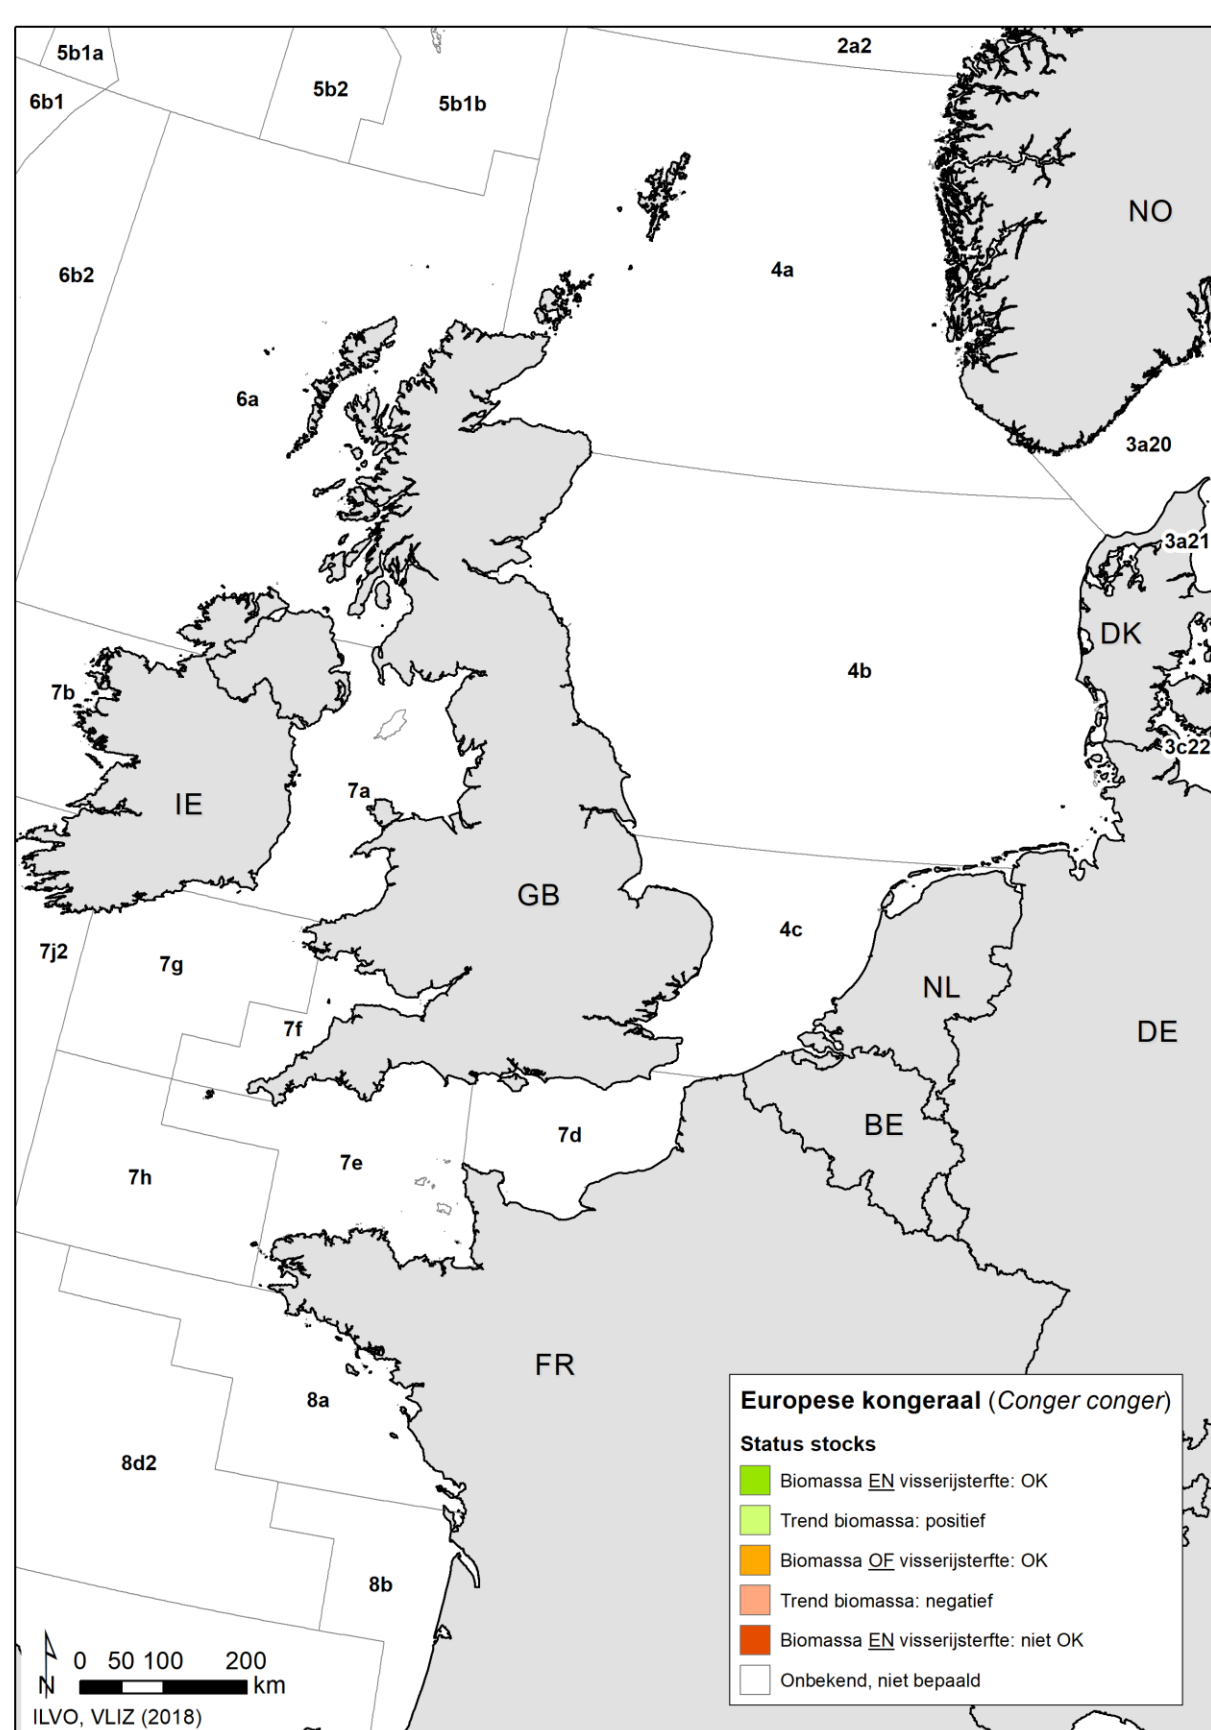 2a2
5b1a
5b2
6b1
5b1b
NO
4a
6b2
6a
3a20
3a21
DK
4b
7b
3c22
7a
IE
GB
4c
7j2
7g
NL
7f
DE
BE
7d
7e
7h
FR
8a
8d2
8b
Europese kongeraal (Conger conger)
Status stocks
Biomassa EN visserijsterfte: OK
Trend biomassa: positief
Biomassa OF visserijsterfte: OK
Trend biomassa: negatief
Biomassa EN visserijsterfte: niet OK
Onbekend, niet bepaald
0 50 100 200
N km
ILVO, VLIZ (2018)